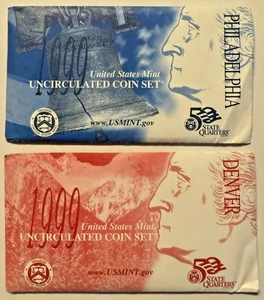 PHILADELPHIA
1999
United States Mint
UNCIRCULATED COIN SET
www.USMINT.gov
50
STATE
QUARTERS
DENVER
1999
United States Mint
UNCIRCULATED COIN SET
www.USMINT.gov
50
STATE
QUARTERS